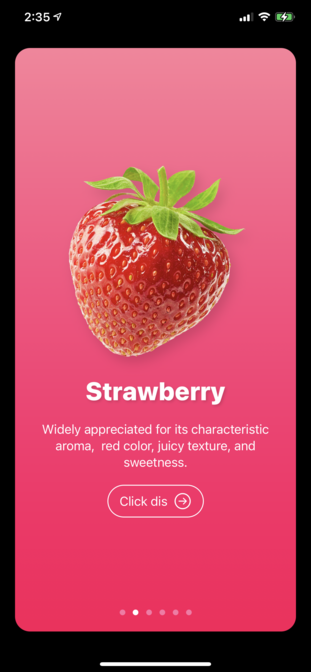 2:35
Strawberry
Widely appreciated for its characteristic
aroma,  red color, juicy texture, and
sweetness.
Click dis